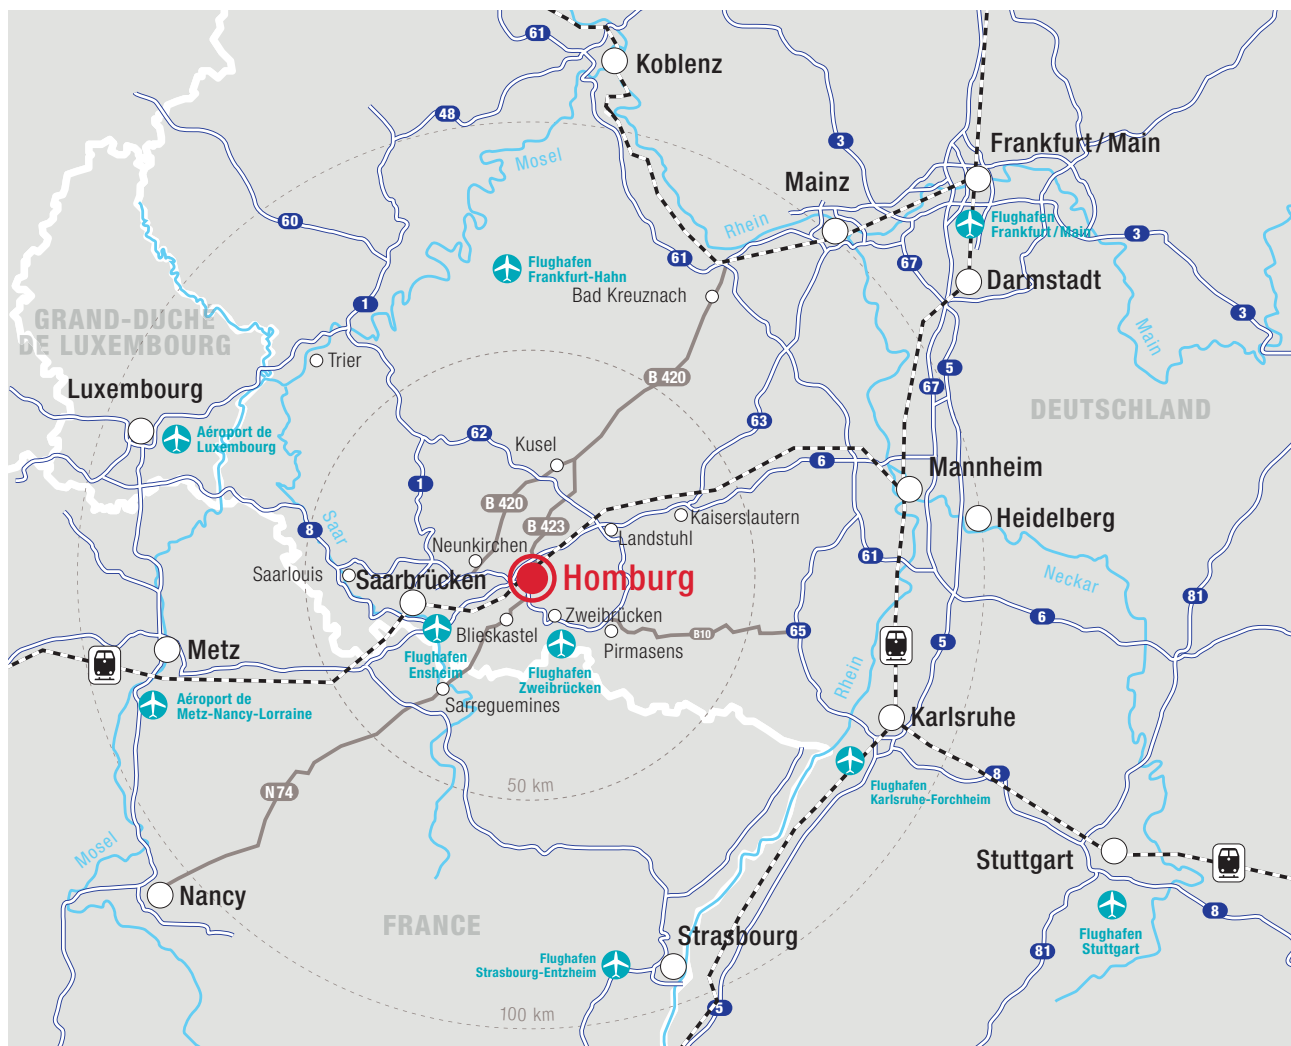 61
Koblenz
48
3
Frankfurt/Main
Mosel
Mainz
60
Rhein
Flughafen
Frankfurt/Main
3
61
67
Flughafen
Frankfurt-Hahn
Bad Kreuznach
Darmstadt
1
3
GRAND-DUCHÉ
DE LUXEMBOURG
Main
Trier
5
B 420
67
Luxembourg
DEUTSCHLAND
63
Aéroport de
Luxembourg
62
Kusel
6
Mannheim
1
B 420
B 423
Kaiserslautern
Heidelberg
8
Saar
Landstuhl
Neunkirchen
61
Saarlouis
Saarbrücken
Homburg
Neckar
81
Zweibrücken
6
Blieskastel
B10
65
5
Pirmasens
Metz
Flughafen
Ensheim
Flughafen
Zweibrücken
Rhein
Aéroport de
Metz-Nancy-Lorraine
Sarreguemines
Karlsruhe
8
50 km
N 74
Flughafen
Karlsruhe-Forchheim
Mosel
Stuttgart
Nancy
8
FRANCE
Strasbourg
Flughafen
Stuttgart
81
Flughafen
Strasbourg-Entzheim
5
100 km